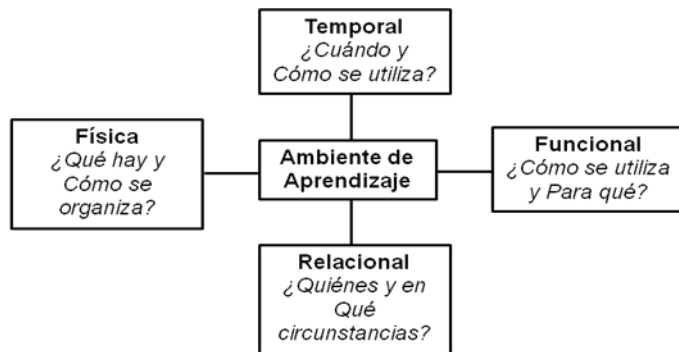 Temporal
¿Cuándo y
Cómo se utiliza?
Física
¿Qué hay y
Cómo se
organiza?
Ambiente de
Aprendizaje
Funcional
¿Cómo se utiliza
y Para qué?
Relacional
¿Quiénes y en
Qué
circunstancias?